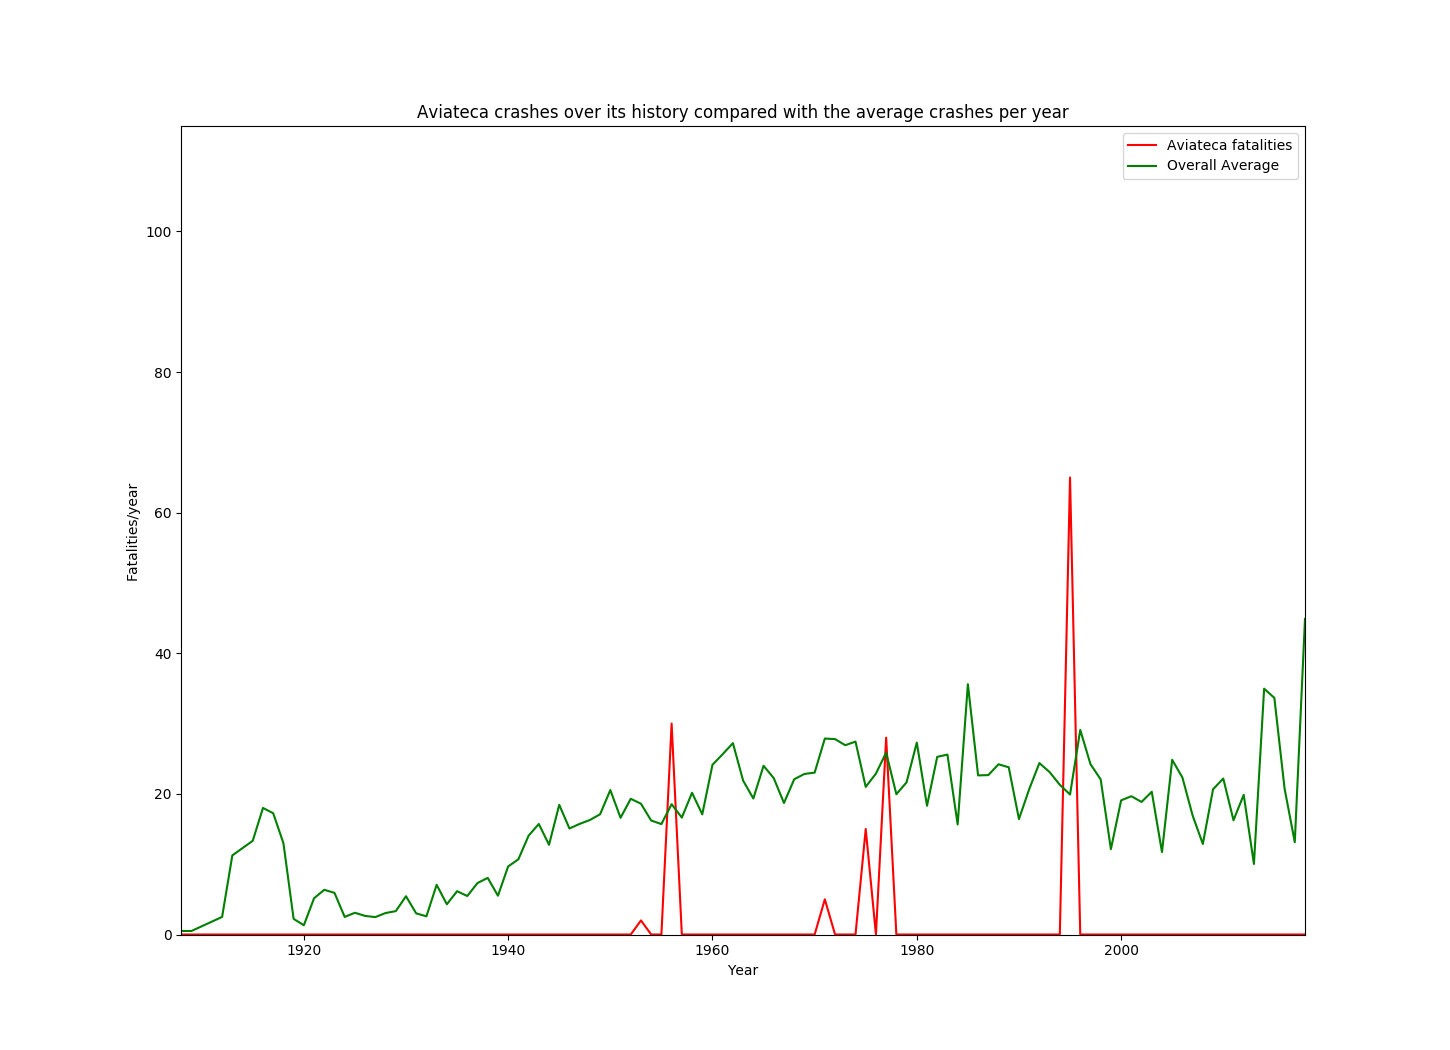 Aviateca crashes over its history compared with the average crashes per year
Aviateca fatalities
Overall Average
100
80
60
40
20
0
Fatalities/year
1920
1940
1960
1980
2000
Year